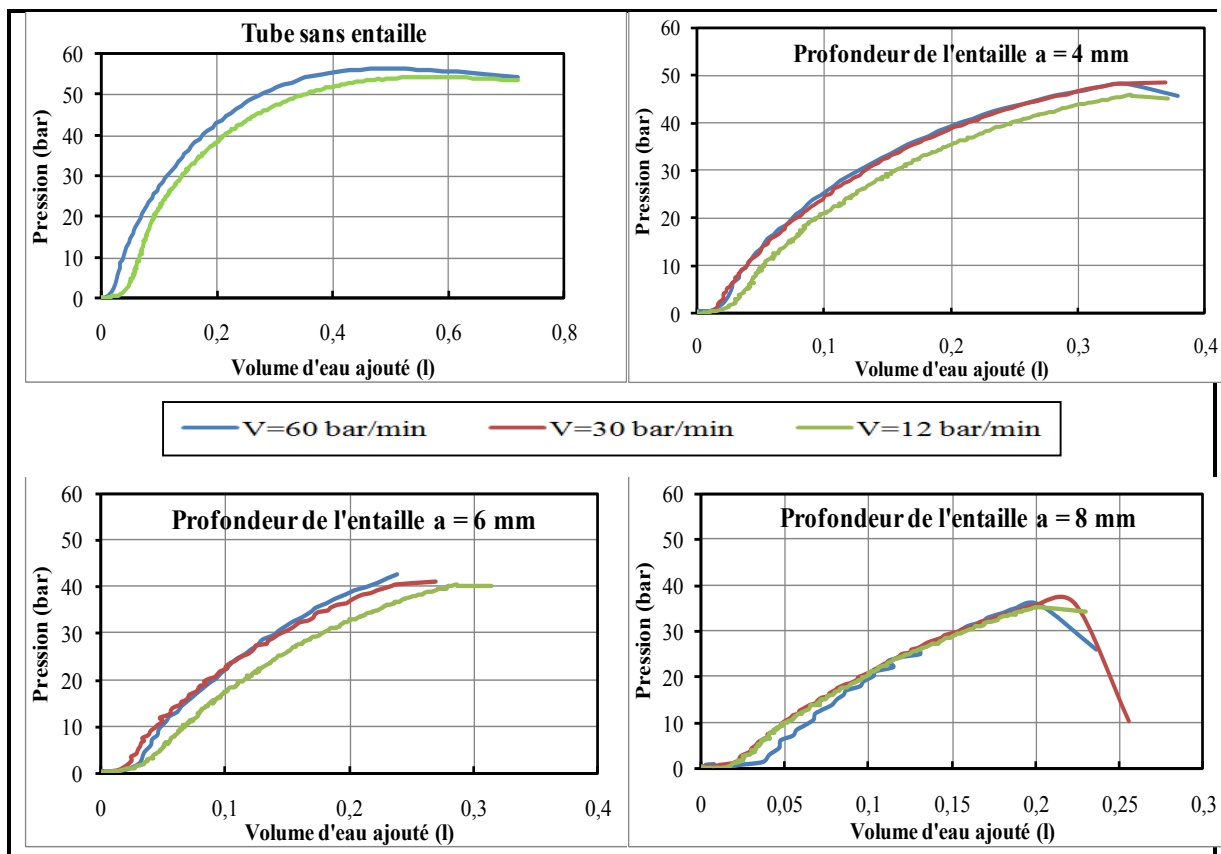 Tube sans entaille
Pression (bar)
60
50
40
30
20
10
0
0 0,2 0,4 0,6 0,8
Volume d'eau ajouté (l)
Profondeur de l'entaille a = 4 mm
Pression (bar)
60
50
40
30
20
10
0
0 0,1 0,2 0,3 0,4
Volume d'eau ajouté (l)
V=60 bar/min V=30 bar/min V=12 bar/min
Profondeur de l'entaille a = 6 mm
Pression (bar)
60
50
40
30
20
10
0
0 0,1 0,2 0,3 0,4
Volume d'eau ajouté (l)
Profondeur de l'entaille a = 8 mm
Pression (bar)
60
50
40
30
20
10
0
0 0,05 0,1 0,15 0,2 0,25 0,3
Volume d'eau ajouté (l)